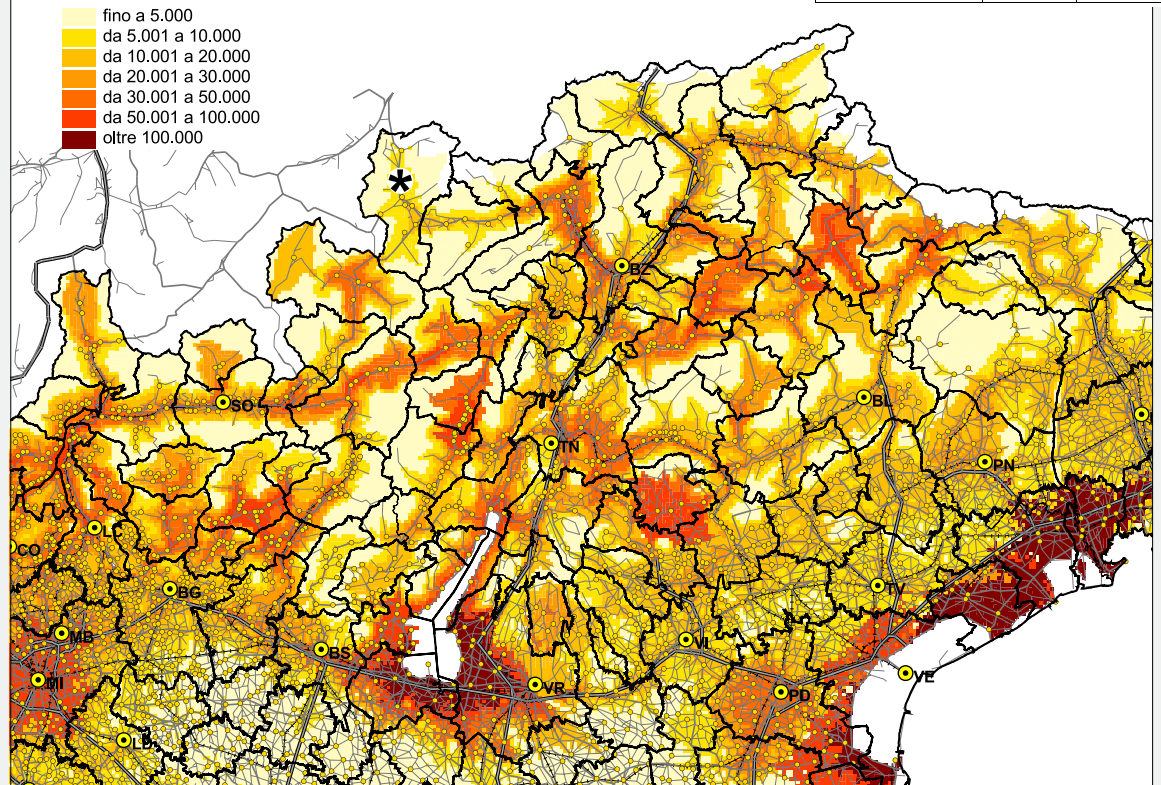 fino a 5.000
da 5.001 a 10.000
da 10.001 a 20.000
da 20.001 a 30.000
da 30.001 a 50.000
da 50.001 a 100.000
oltre 100.000
*
BZ
SO
BL
TN
PN
LC
CO
BG
TV
MB
BS
VI
MI
VR
PD
VE
LO